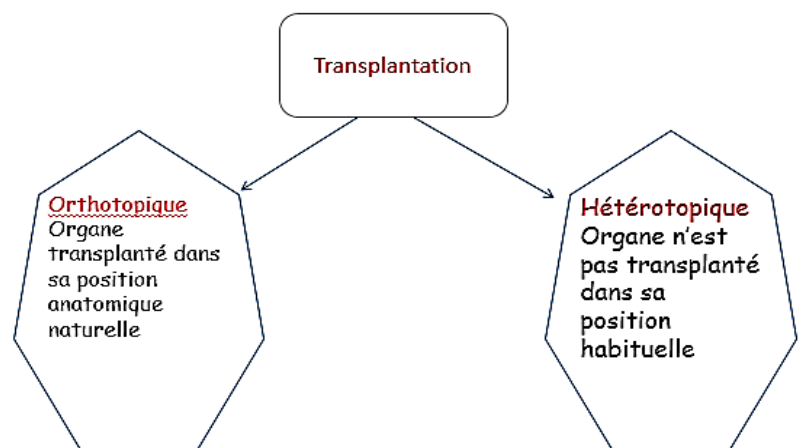 Transplantation
Orthotopique
Organe
transplanté dans
sa position
anatomique
naturelle
Hétérotopique
Organe n'est
pas transplanté
dans sa
position
habituelle